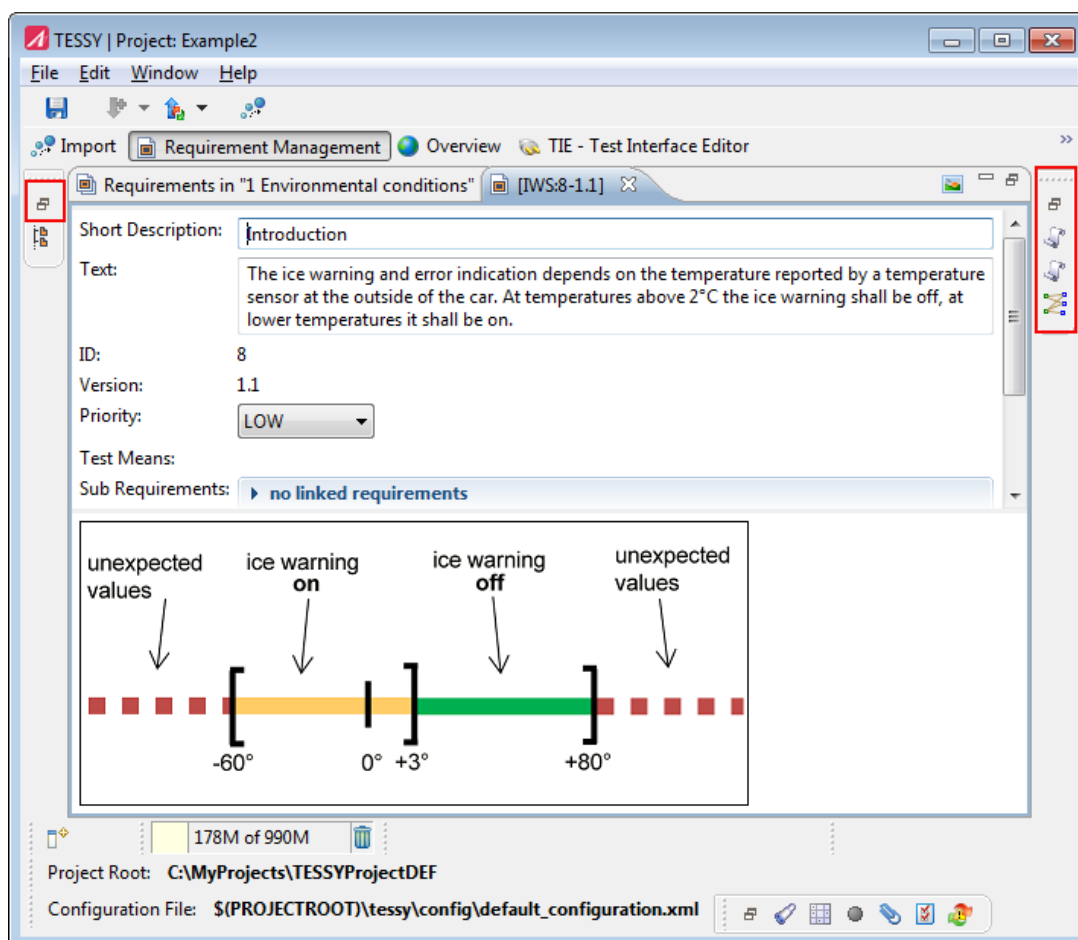 TESSY | Project: Example2
File Edit Window Help
Import Requirement Management Overview TIE - Test Interface Editor
Requirements in "1 Environmental conditions" [IWS:8-1.1]
Short Description: Introduction
Text: The ice warning and error indication depends on the temperature reported by a temperature
sensor at the outside of the car. At temperatures above 2°C the ice warning shall be off, at
lower temperatures it shall be on.
ID: 8
Version: 1.1
Priority: LOW
Test Means:
Sub Requirements: no linked requirements
unexpected
values
ice warning
on
ice warning
off
unexpected
values
-60° 0° +3° +80°
178M of 990M
Project Root: C:\MyProjects\TESSYProjectDEF
Configuration File: $(PROJECTROOT)\tessy\config\default_configuration.xml